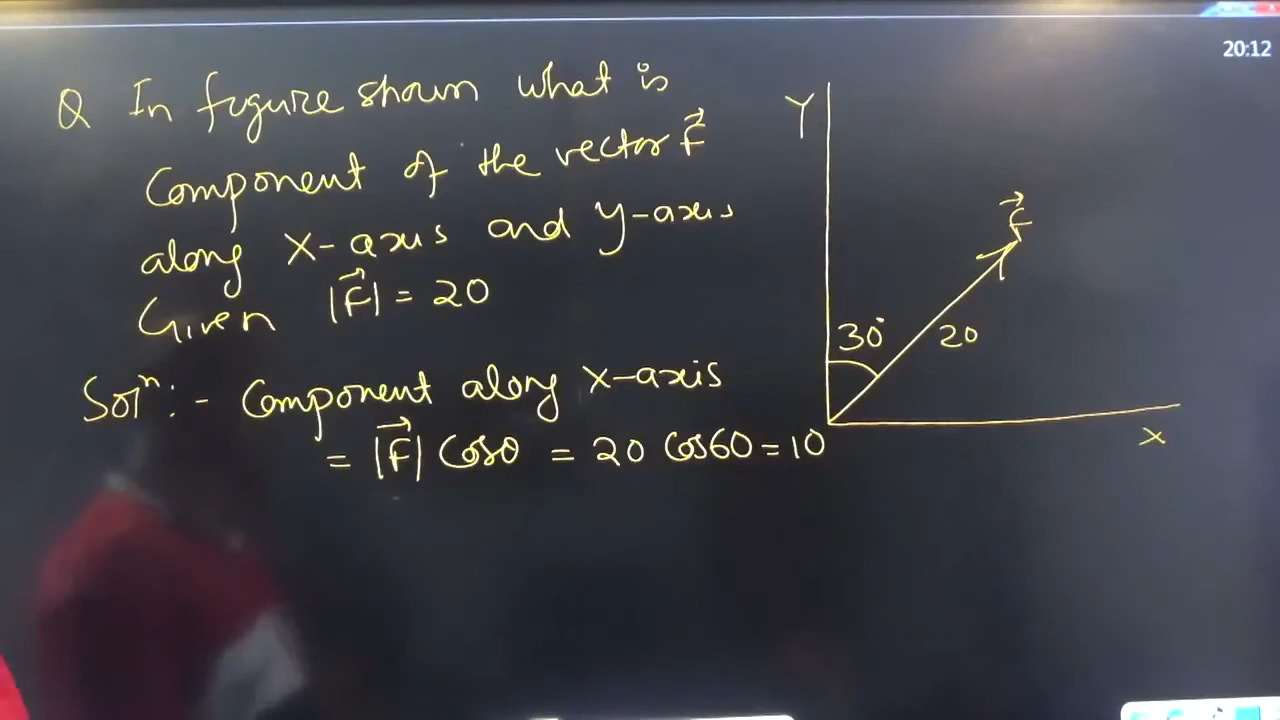 Q In figure shown what is
Component of the vector F⃗
along X-axis and y-axis
Given |F⃗| = 20
Solⁿ:- Component along X-axis
= |F⃗| Cosθ = 20 Cos60 = 10
Y
F⃗
30°
20
X
20:12